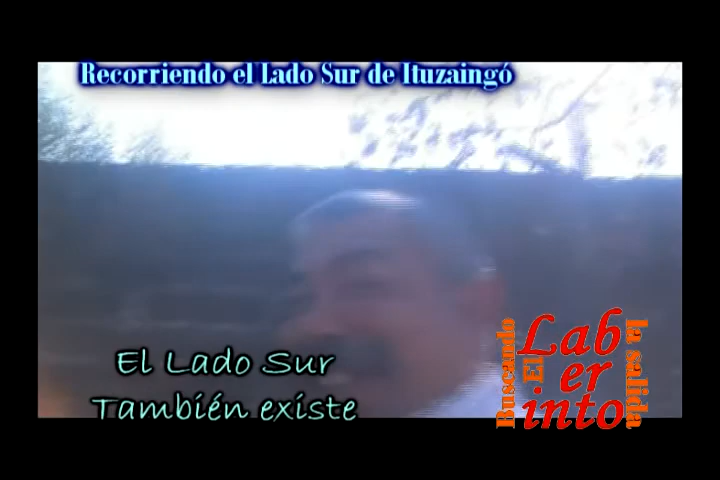 Recorriendo el Lado Sur de Ituzaingó
El Lado Sur
También existe
Buscando
El
Lab
er
into
la salida